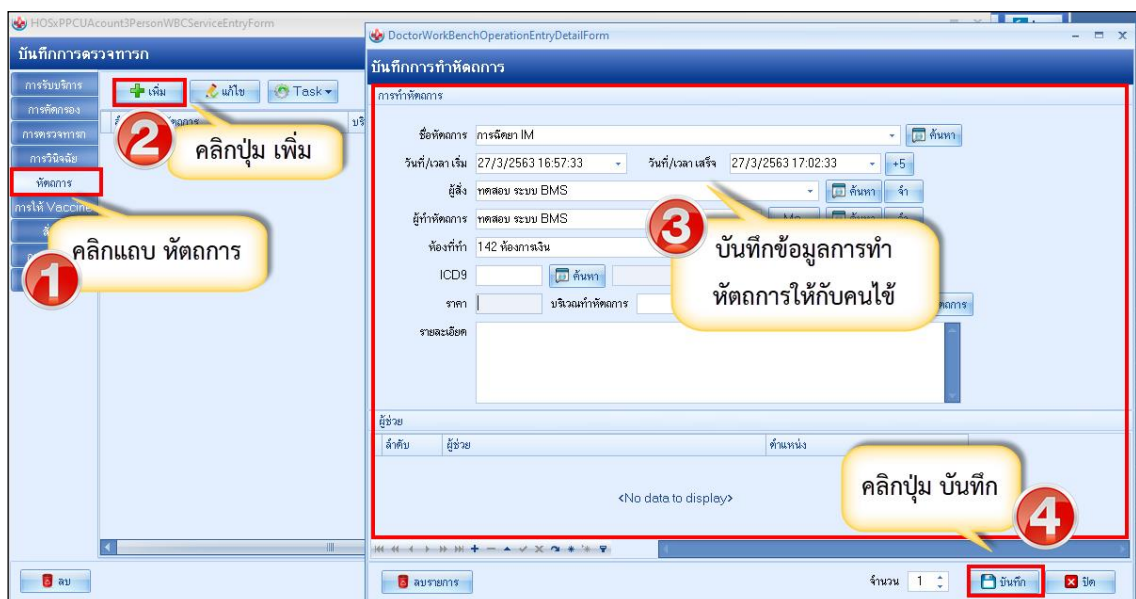 HOSxPPCUAcount3PersonWBCServiceEntryForm
บันทึกการตรวจทารก
การรับบริการ
การคัดกรอง
การตรวจทารก
การวินิจฉัย
หัตถการ
การให้ Vaccine
เพิ่ม แก้ไข Task
2
คลิกปุ่ม เพิ่ม
คลิกแถบ หัตถการ
1
ลบ
DoctorWorkBenchOperationEntryDetailForm
บันทึกการทำหัตถการ
การทำหัตถการ
ชื่อหัตถการ การฉีดยา IM ค้นหา
วันที่/เวลา เริ่ม 27/3/2563 16:57:33 วันที่/เวลา เสร็จ 27/3/2563 17:02:33 +5
ผู้สั่ง ทดสอบ ระบบ BMS ค้นหา จำ
ผู้ทำหัตถการ ทดสอบ ระบบ BMS
ห้องที่ทำ 142 ห้องการเงิน
ICD9 ค้นหา
ราคา บริเวณทำหัตถการ
รายละเอียด
3
บันทึกข้อมูลการทำ
หัตถการให้กับคนไข้
ผู้ช่วย
ลำดับ ผู้ช่วย ตำแหน่ง
<No data to display>
คลิกปุ่ม บันทึก
4
ลบรายการ จำนวน 1 บันทึก ปิด